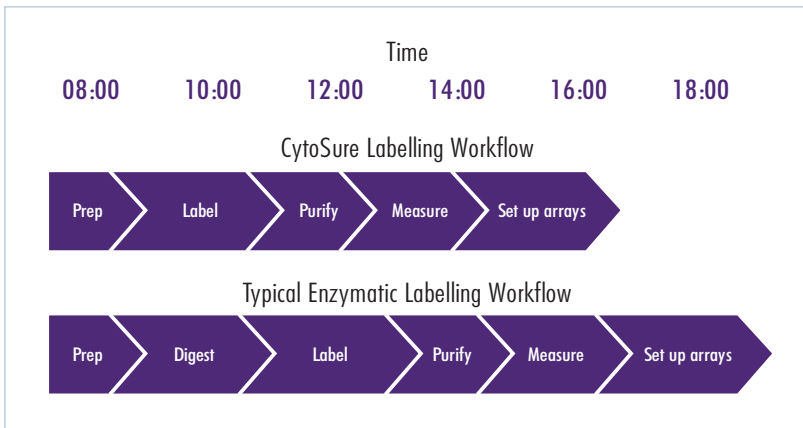 Time
08:00 10:00 12:00 14:00 16:00 18:00
CytoSure Labelling Workflow
Prep Label Purify Measure Set up arrays
Typical Enzymatic Labelling Workflow
Prep Digest Label Purify Measure Set up arrays